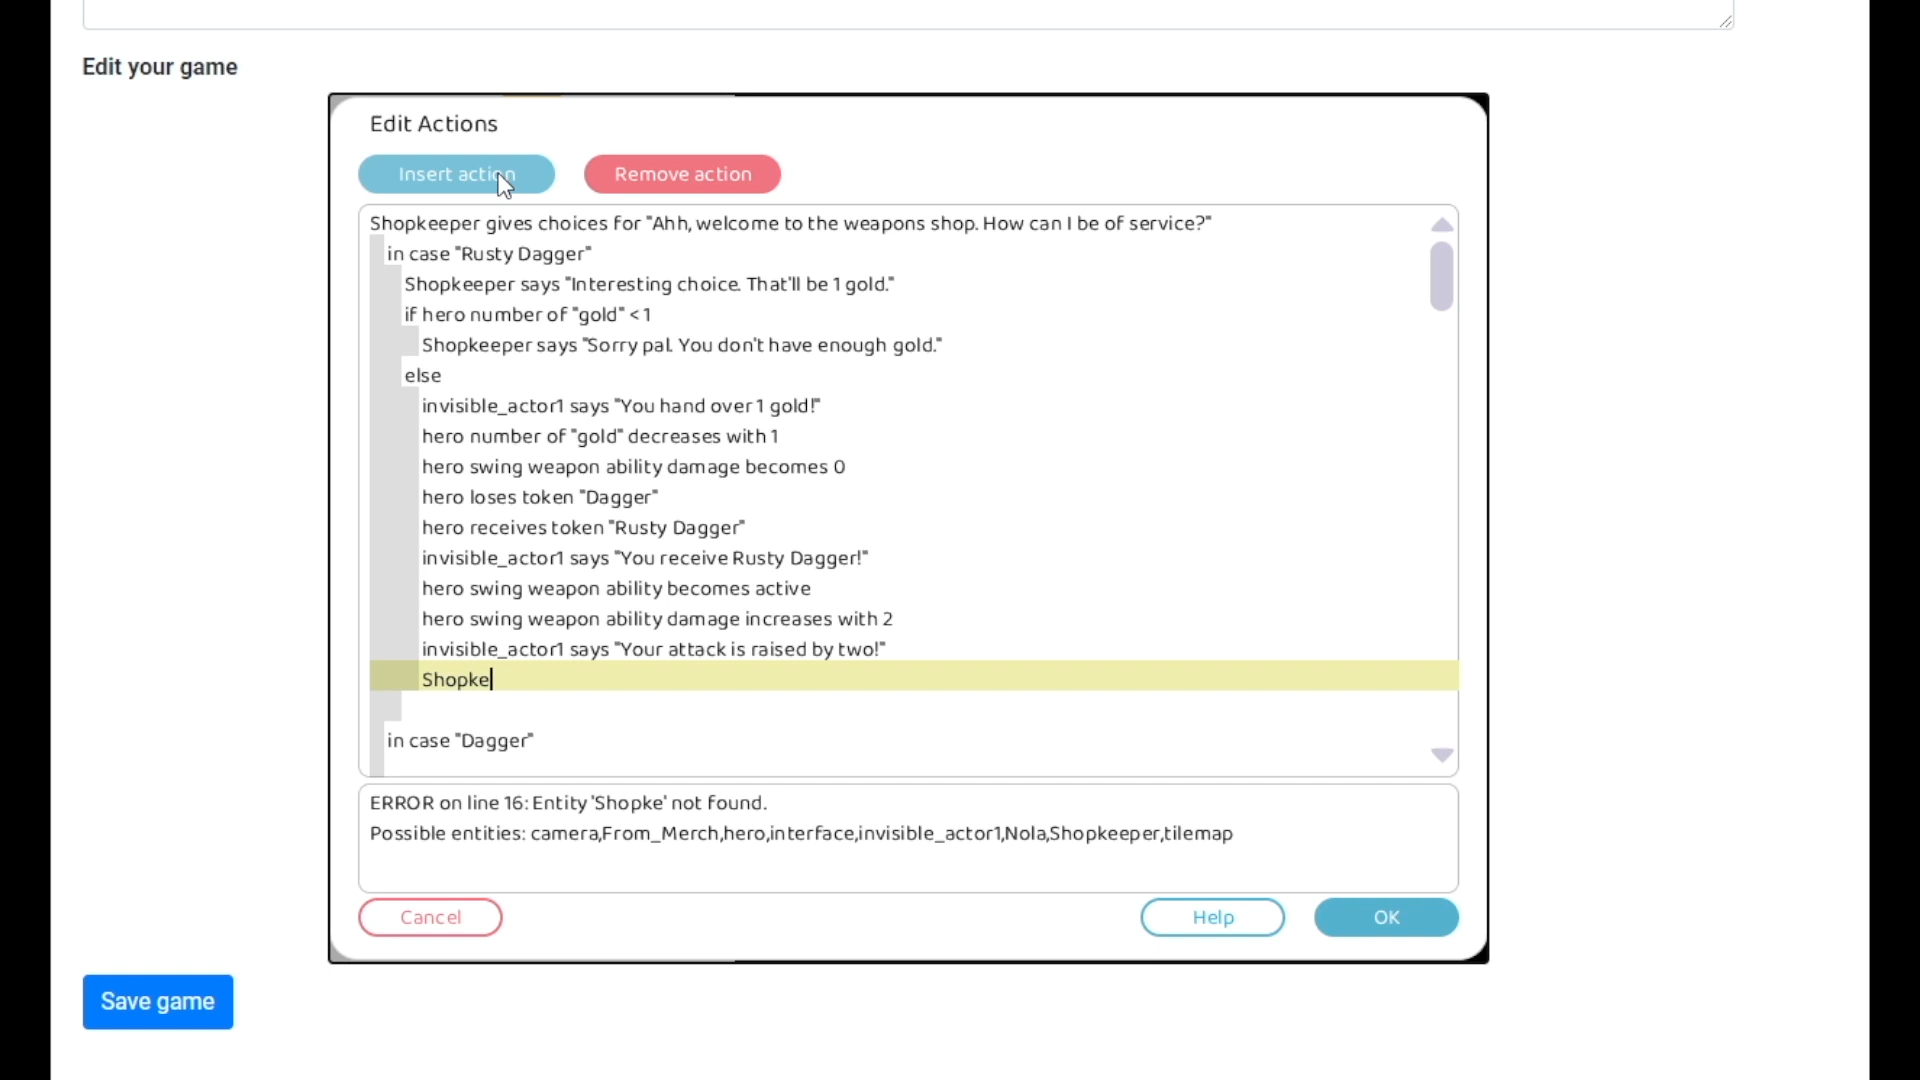 Edit your game
Edit Actions
Insert action
Remove action
Shopkeeper gives choices for "Ahh, welcome to the weapons shop. How can I be of service?"
in case "Rusty Dagger"
Shopkeeper says "Interesting choice. That'll be 1 gold."
if hero number of "gold" < 1
Shopkeeper says "Sorry pal. You don't have enough gold."
else
invisible_actor1 says "You hand over 1 gold!"
hero number of "gold" decreases with 1
hero swing weapon ability damage becomes 0
hero loses token "Dagger"
hero receives token "Rusty Dagger"
invisible_actor1 says "You receive Rusty Dagger!"
hero swing weapon ability becomes active
hero swing weapon ability damage increases with 2
invisible_actor1 says "Your attack is raised by two!"
Shopke
in case "Dagger"
ERROR on line 16: Entity 'Shopke' not found.
Possible entities: camera,From_Merch,hero,interface,invisible_actor1,Nola,Shopkeeper,tilemap
Cancel
Help
OK
Save game